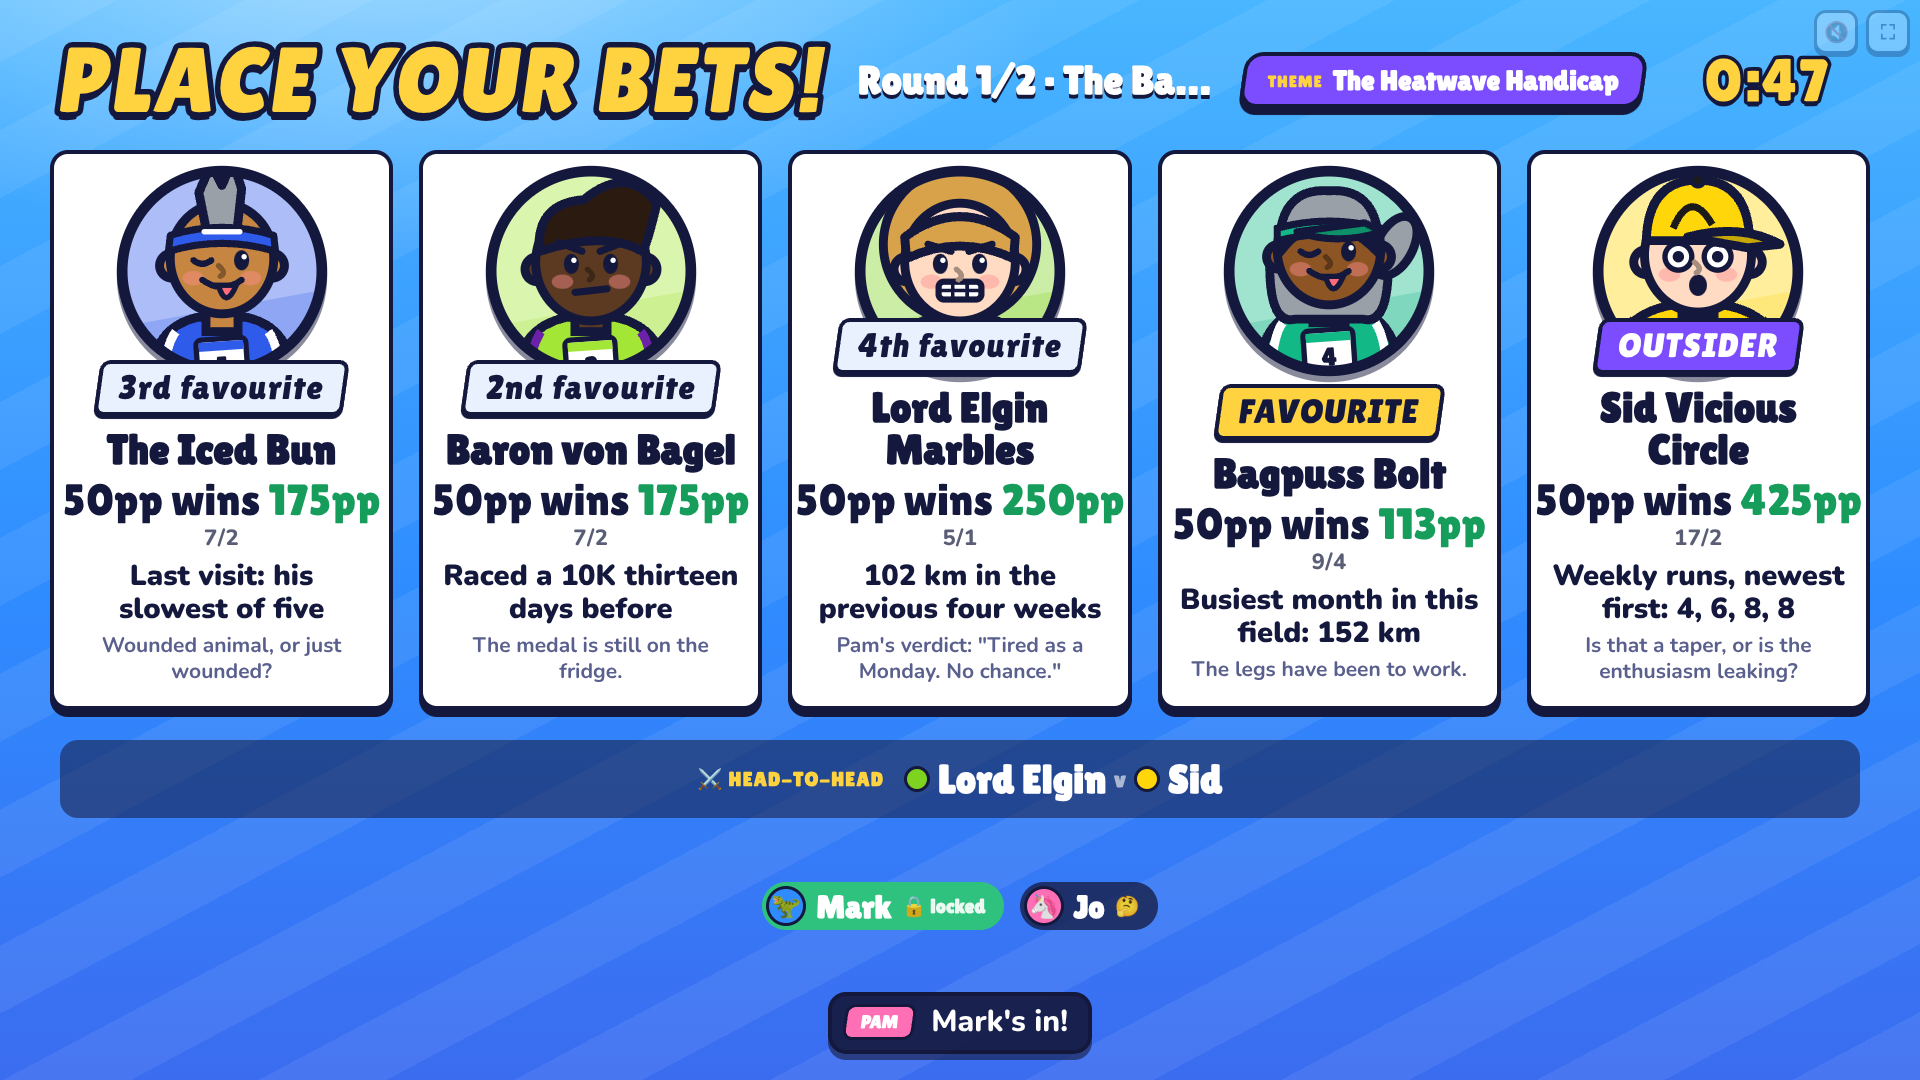 PLACE YOUR BETS!
Round 1/2 · The Ba...
THEME The Heatwave Handicap
0:47
3rd favourite
The Iced Bun
50pp wins 175pp
7/2
Last visit: his
slowest of five
Wounded animal, or just
wounded?
2nd favourite
Baron von Bagel
50pp wins 175pp
7/2
Raced a 10K thirteen
days before
The medal is still on the
fridge.
4th favourite
Lord Elgin
Marbles
50pp wins 250pp
5/1
102 km in the
previous four weeks
Pam's verdict: "Tired as a
Monday. No chance."
4
FAVOURITE
Bagpuss Bolt
50pp wins 113pp
9/4
Busiest month in this
field: 152 km
The legs have been to work.
OUTSIDER
Sid Vicious
Circle
50pp wins 425pp
17/2
Weekly runs, newest
first: 4, 6, 8, 8
Is that a taper, or is the
enthusiasm leaking?
HEAD-TO-HEAD Lord Elgin v Sid
Mark locked
Jo
PAM Mark's in!